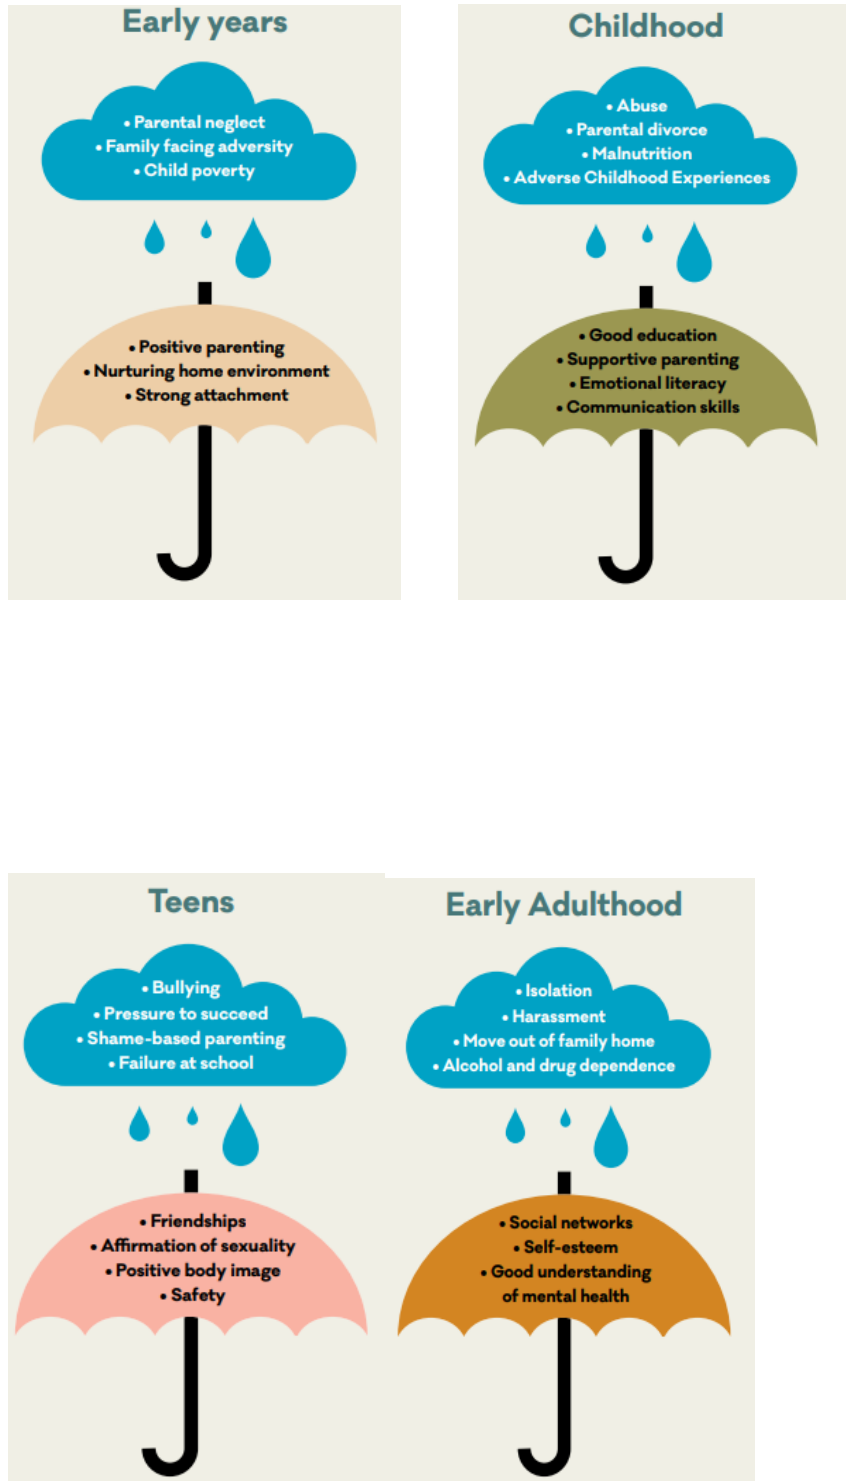 Early years
• Parental neglect
• Family facing adversity
• Child poverty
• Positive parenting
• Nurturing home environment
• Strong attachment
Childhood
• Abuse
• Parental divorce
• Malnutrition
• Adverse Childhood Experiences
• Good education
• Supportive parenting
• Emotional literacy
• Communication skills
Teens
• Bullying
• Pressure to succeed
• Shame-based parenting
• Failure at school
• Friendships
• Affirmation of sexuality
• Positive body image
• Safety
Early Adulthood
• Isolation
• Harassment
• Move out of family home
• Alcohol and drug dependence
• Social networks
• Self-esteem
• Good understanding
of mental health